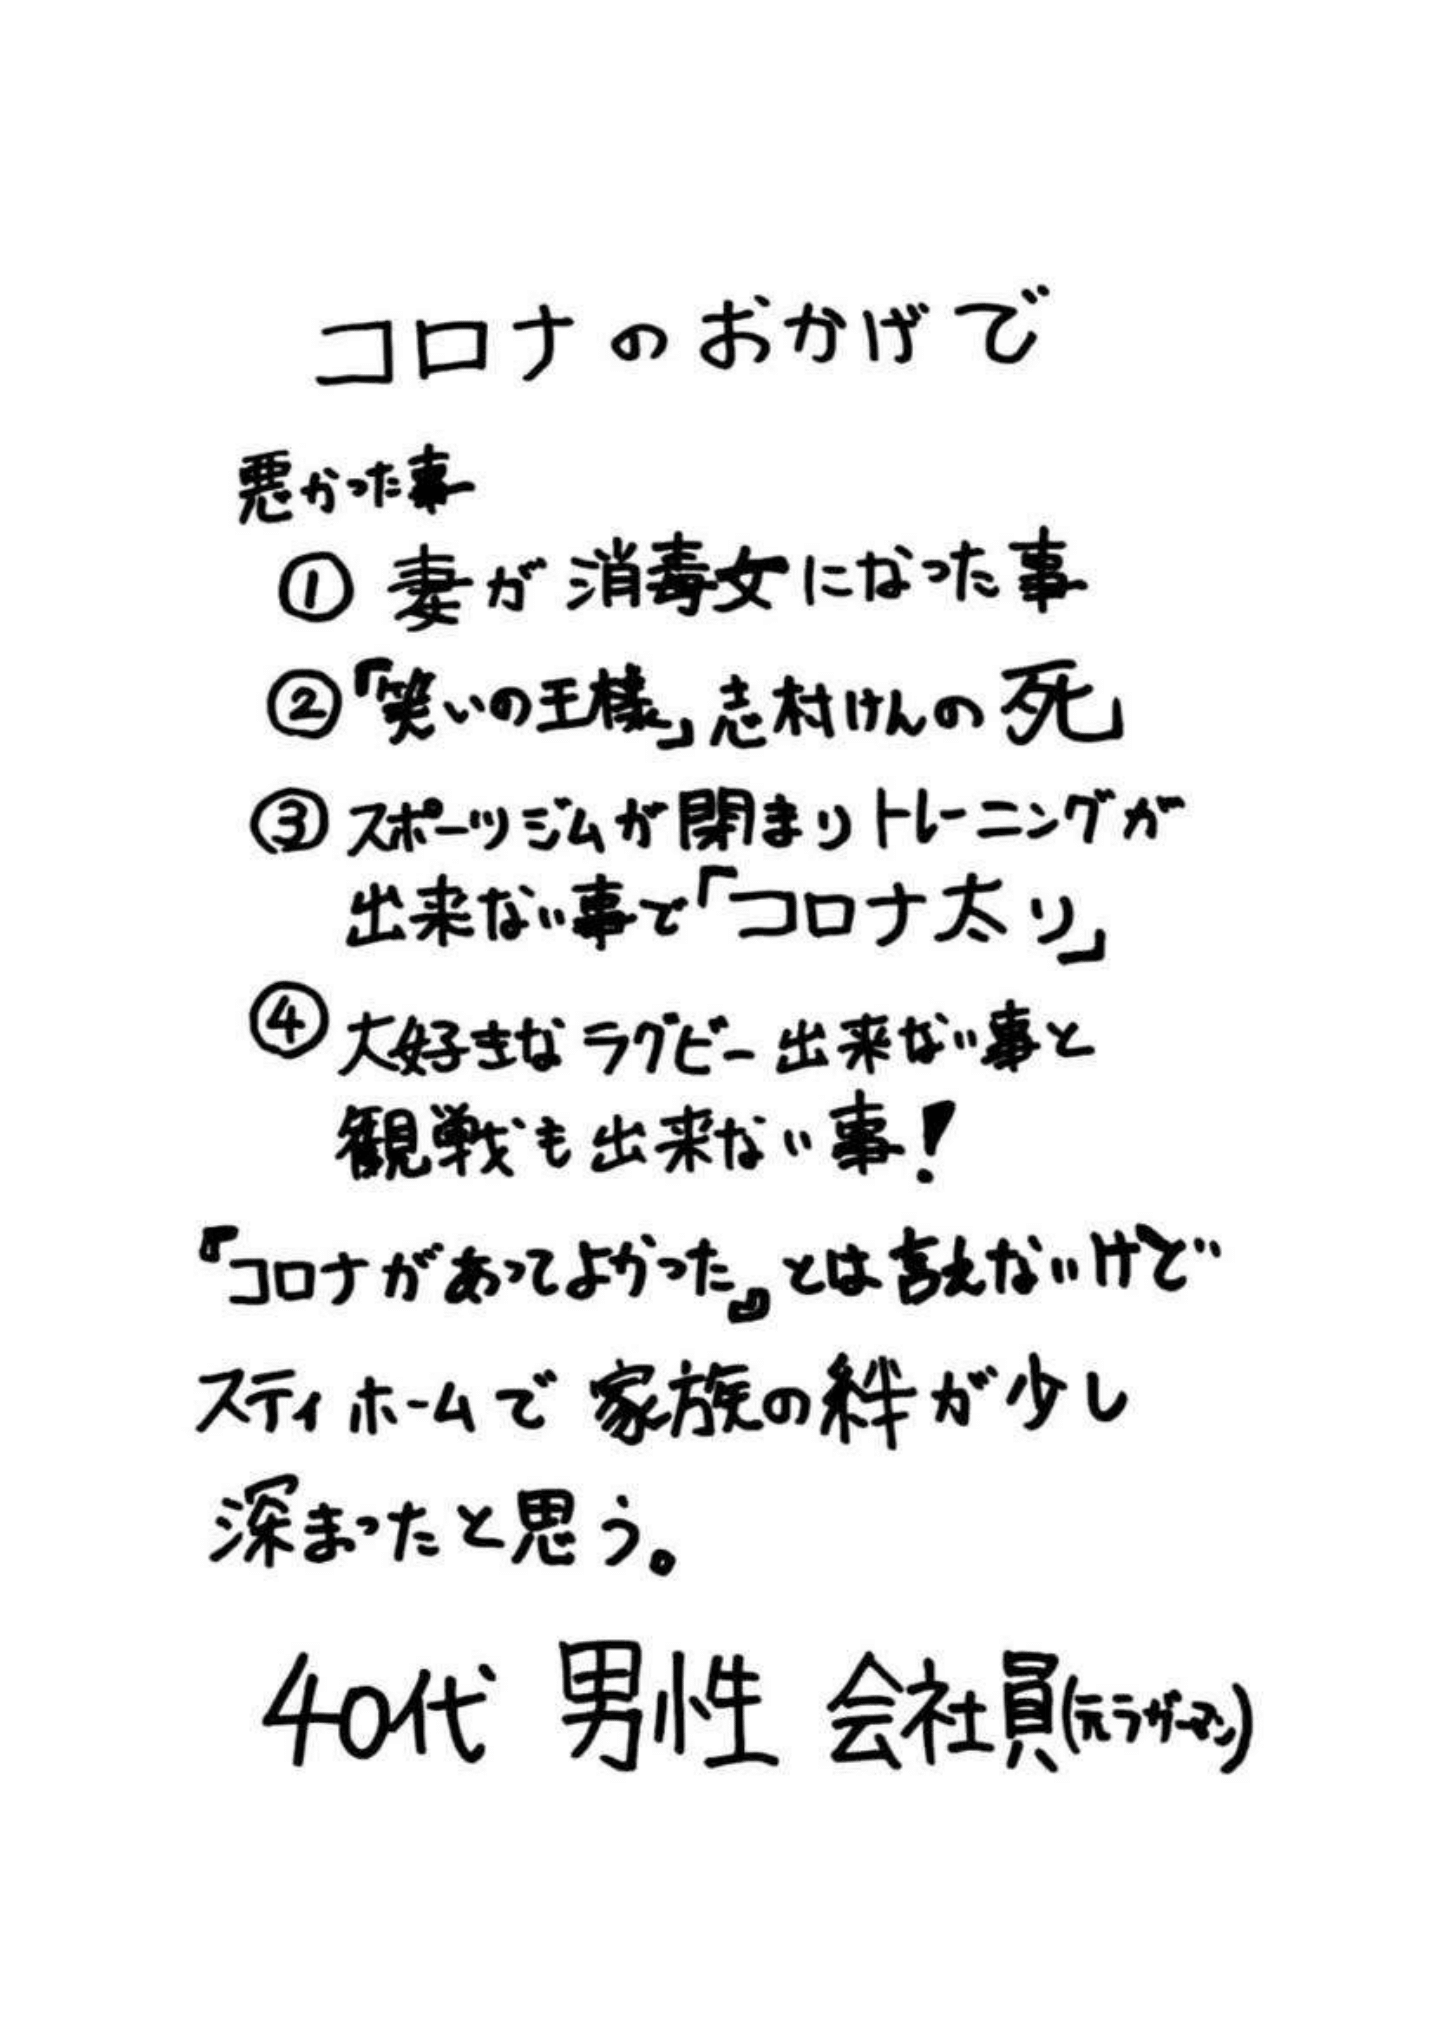 コロナのおかげで
悪かった事
① 妻が消毒女になった事
②「笑いの王様」志村けんの死」
③ スポーツジムが閉まりトレーニングが
出来ない事で「コロナ太り」
④ 大好きなラグビー出来ない事と
観戦も出来ない事!
『コロナがあってよかった』とは言えないけど
スティホームで家族の絆が少し
深まったと思う。
40代 男性 会社員(元ラガーマン)